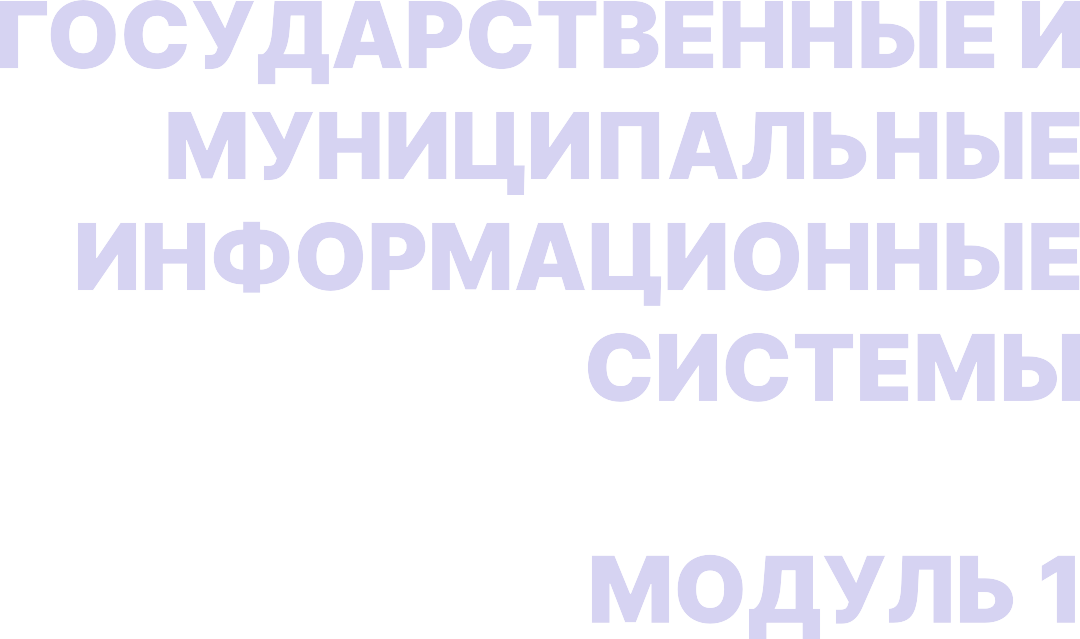 ГОСУДАРСТВЕННЫЕ И
МУНИЦИПАЛЬНЫЕ
ИНФОРМАЦИОННЫЕ
СИСТЕМЫ
МОДУЛЬ 1